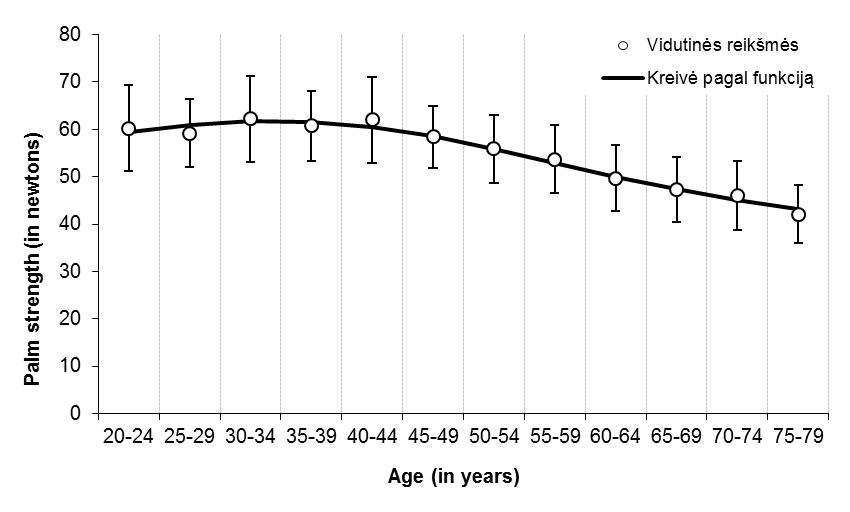 80
70
60
50
40
30
20
10
0
Palm strength (in newtons)
Vidutinės reikšmės
Kreivė pagal funkciją
20-24 25-29 30-34 35-39 40-44 45-49 50-54 55-59 60-64 65-69 70-74 75-79
Age (in years)